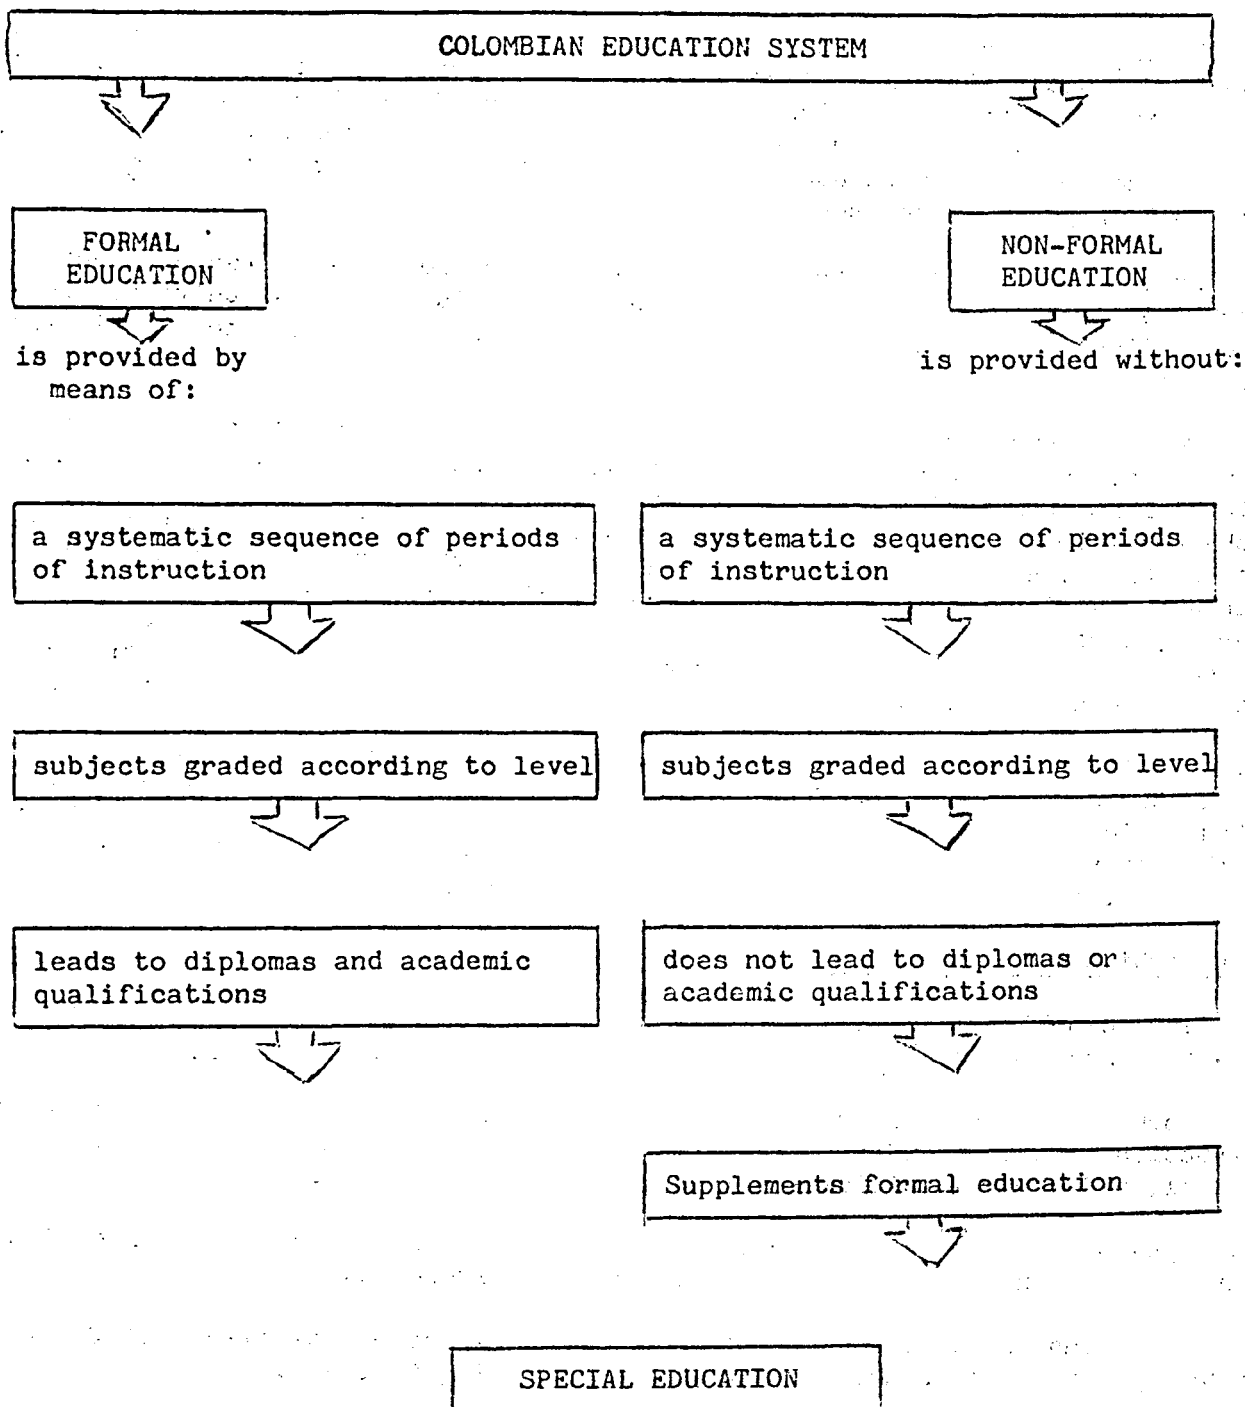 COLOMBIAN EDUCATION SYSTEM
FORMAL
EDUCATION
is provided by
means of:
NON-FORMAL
EDUCATION
is provided without:
a systematic sequence of periods
of instruction
a systematic sequence of periods
of instruction
subjects graded according to level
subjects graded according to level
leads to diplomas and academic
qualifications
does not lead to diplomas or
academic qualifications
Supplements formal education
SPECIAL EDUCATION